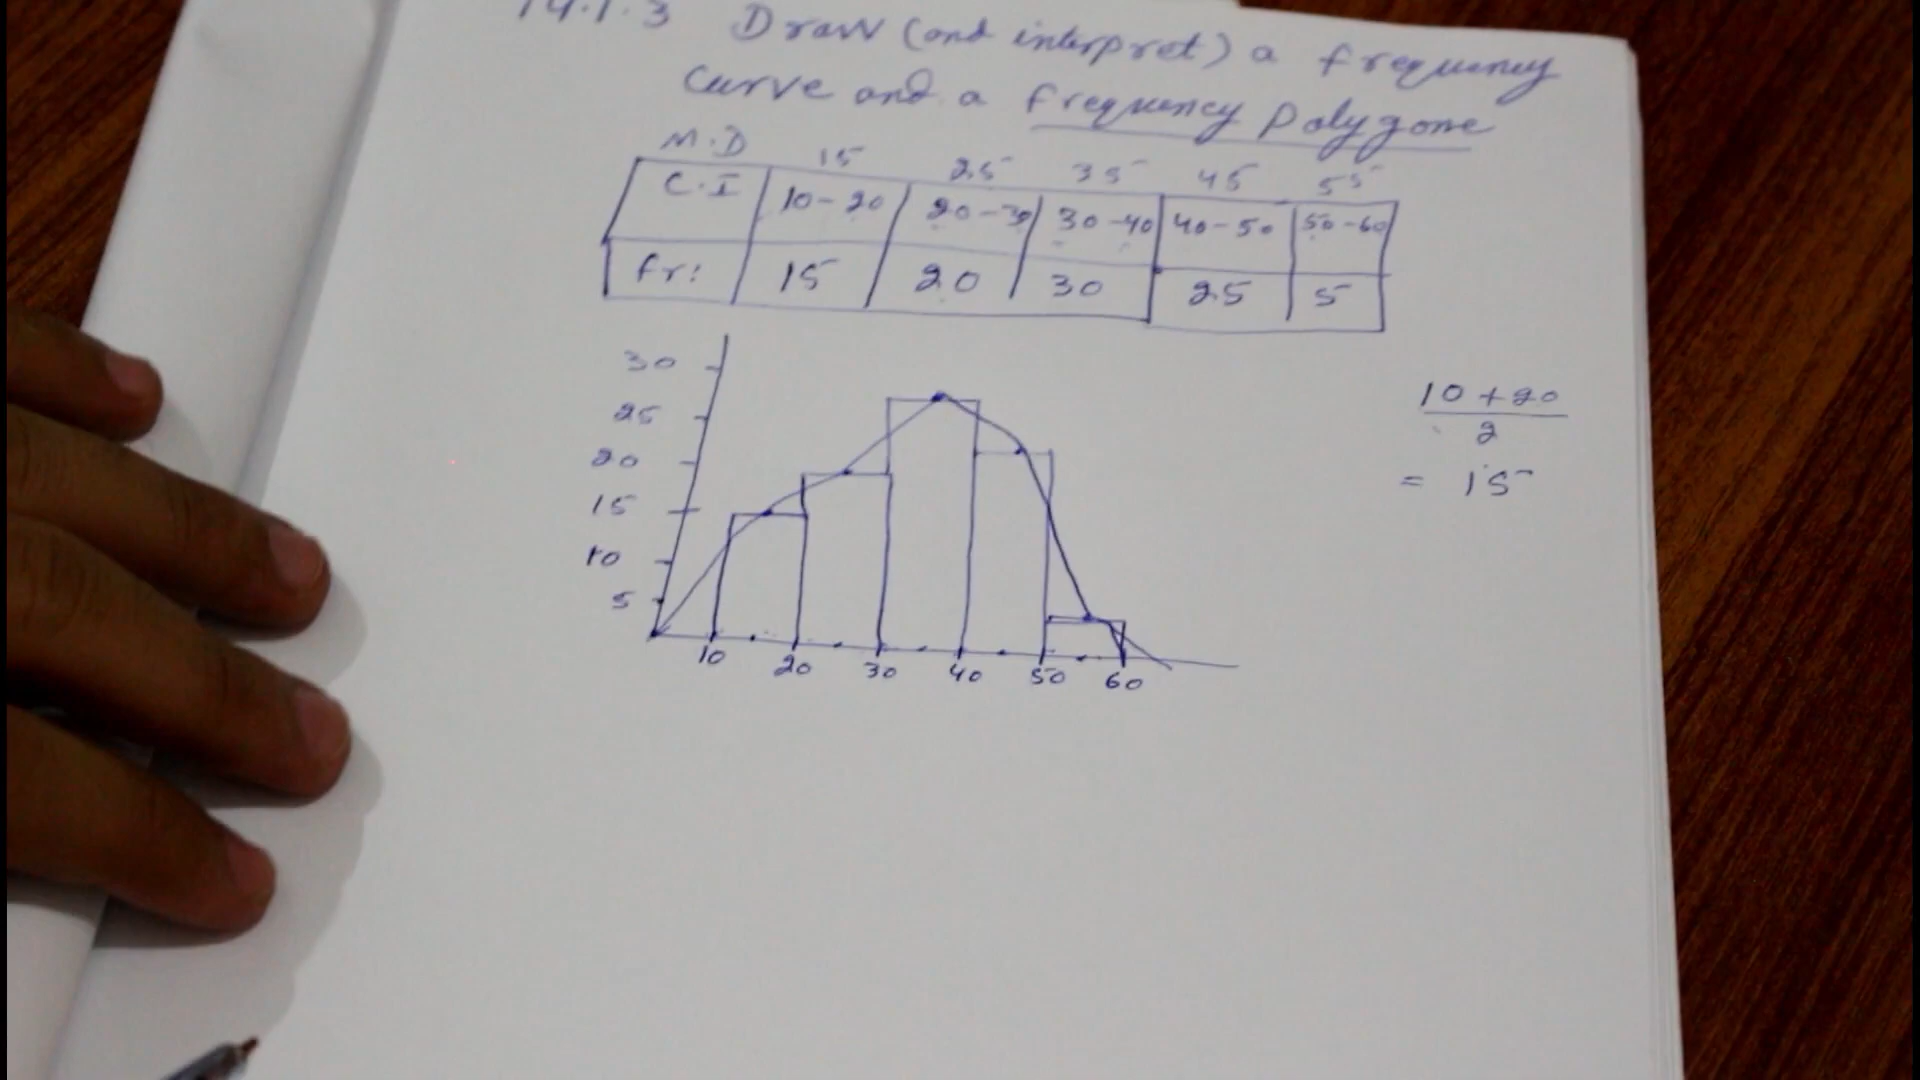 14.1.3 Draw (and interpret) a frequency
Curve and a frequency Polygone
M.D 15 25 35 45 55
C.I 10-20 20-30 30-40 40-50 50-60
fr: 15 20 30 25 5
30
25
20
15
10
5
10 20 30 40 50 60
10 + 20
2
= 15